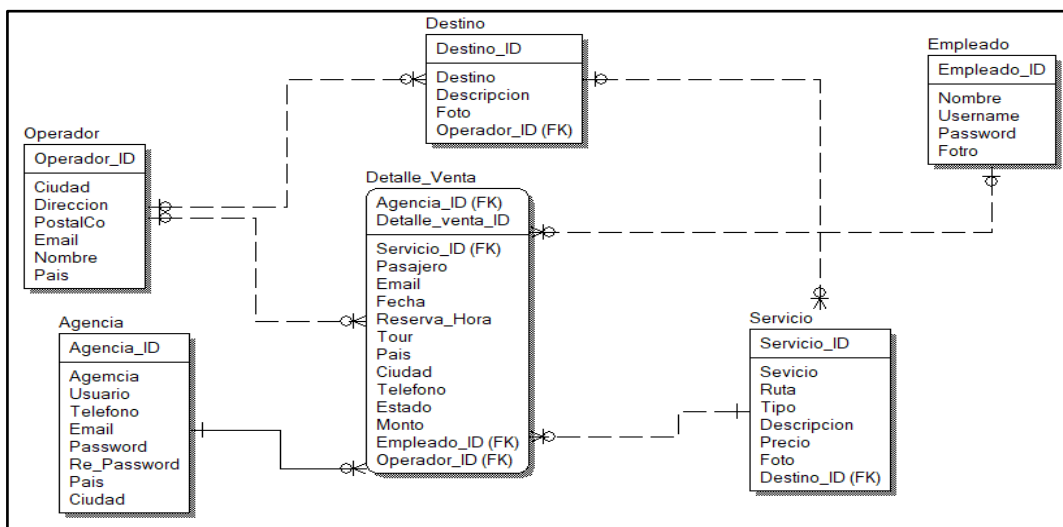 Destino
Destino_ID
Destino
Descripcion
Foto
Operador_ID (FK)
Empleado
Empleado_ID
Nombre
Username
Password
Fotro
Operador
Operador_ID
Ciudad
Direccion
PostalCo
Email
Nombre
Pais
Detalle_Venta
Agencia_ID (FK)
Detalle_venta_ID
Servicio_ID (FK)
Pasajero
Email
Fecha
Reserva_Hora
Tour
Pais
Ciudad
Telefono
Estado
Monto
Empleado_ID (FK)
Operador_ID (FK)
Agencia
Agencia_ID
Agemcia
Usuario
Telefono
Email
Password
Re_Password
Pais
Ciudad
Servicio
Servicio_ID
Sevicio
Ruta
Tipo
Descripcion
Precio
Foto
Destino_ID (FK)